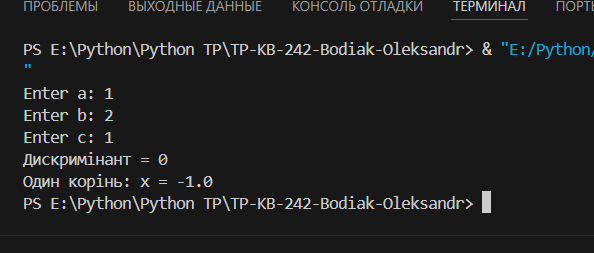 ПРОБЛЕМЫ ВЫХОДНЫЕ ДАННЫЕ КОНСОЛЬ ОТЛАДКИ ТЕРМИНАЛ ПОРТЫ
PS E:\Python\Python TP\TP-KB-242-Bodiak-Oleksandr> & "E:/Python/
"
Enter a: 1
Enter b: 2
Enter c: 1
Дискримінант = 0
Один корінь: x = -1.0
PS E:\Python\Python TP\TP-KB-242-Bodiak-Oleksandr>